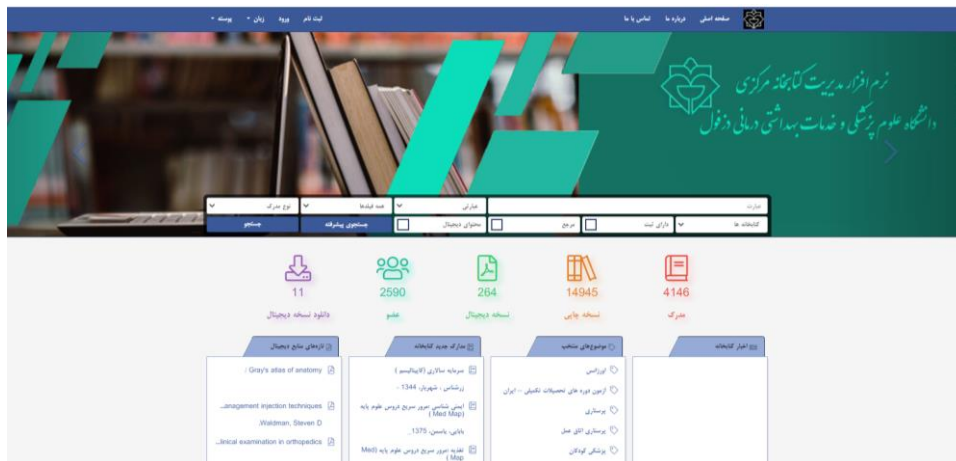 صفحه اصلی
درباره ما
تماس با ما
ثبت نام
ورود
زبان
پوسته
نرم افزار مدیریت کتابخانه مرکزی
دانشگاه علوم پزشکی و خدمات بهداشتی درمانی دزفول
عبارت
عبارتی
همه فیلدها
نوع مدرک
کتابخانه ها
دارای ثبت
مرجع
محتوای دیجیتال
جستجوی پیشرفته
جستجو
4146
مدرک
14945
نسخه چاپی
264
نسخه دیجیتال
2590
عضو
11
دانلود نسخه دیجیتال
اخبار کتابخانه
موضوع‌های منتخب
اورژانس
آزمون دوره های تحصیلات تکمیلی -- ایران
پرستاری
پرستاری اتاق عمل
پزشکی کودکان
مدارک جدید کتابخانه
سرمایه سالاری (کاپیتالیسم )
زرشناس ، شهریار، 1344 -
ایمنی شناسی :مرور سریع دروس علوم پایه
(Med Map )
بابایی، یاسمن، 1375_
تغذیه :مرور سریع دروس علوم پایه (Med
Map )
تازه‌های منابع دیجیتال
Gray's atlas of anatomy /
...anagement injection techniques
Waldman, Steven D.
...linical examination in orthopedics